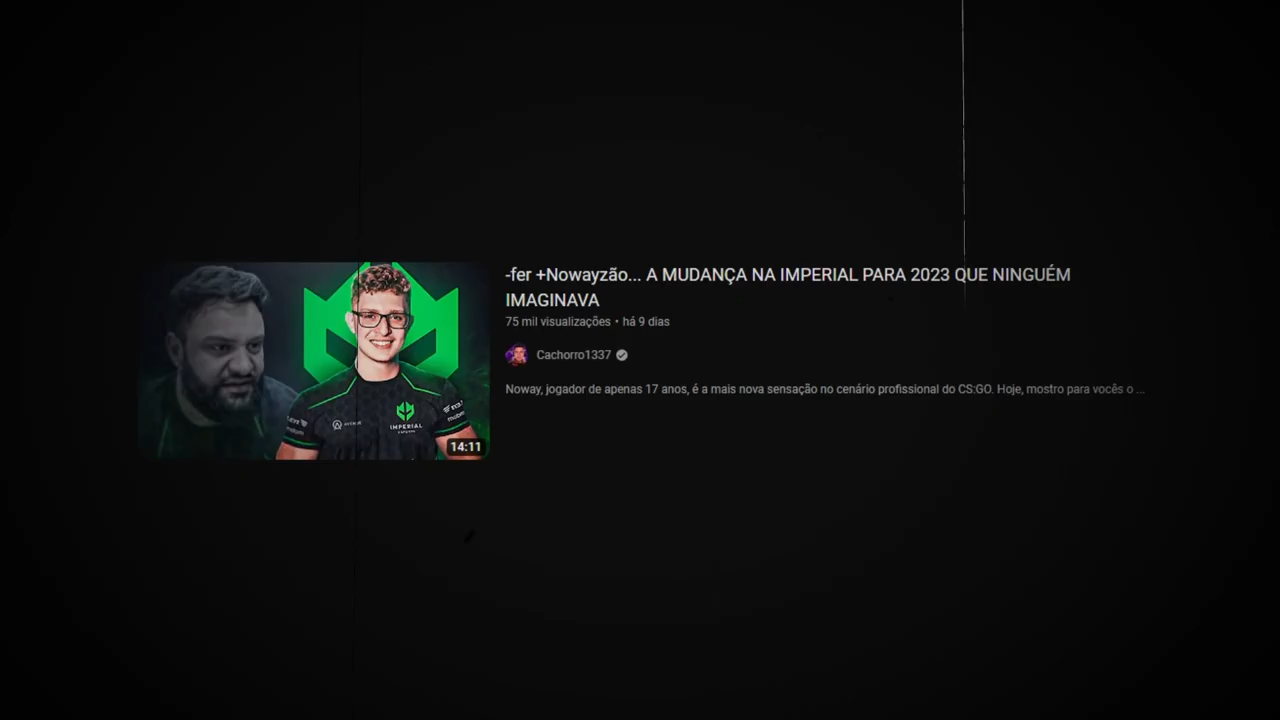 -fer +Nowayzão... A MUDANÇA NA IMPERIAL PARA 2023 QUE NINGUÉM
IMAGINAVA
75 mil visualizações • há 9 dias
Cachorro1337
Noway, jogador de apenas 17 anos, é a mais nova sensação no cenário profissional do CS:GO. Hoje, mostro para vocês o ...
IMPERIAL
14:11